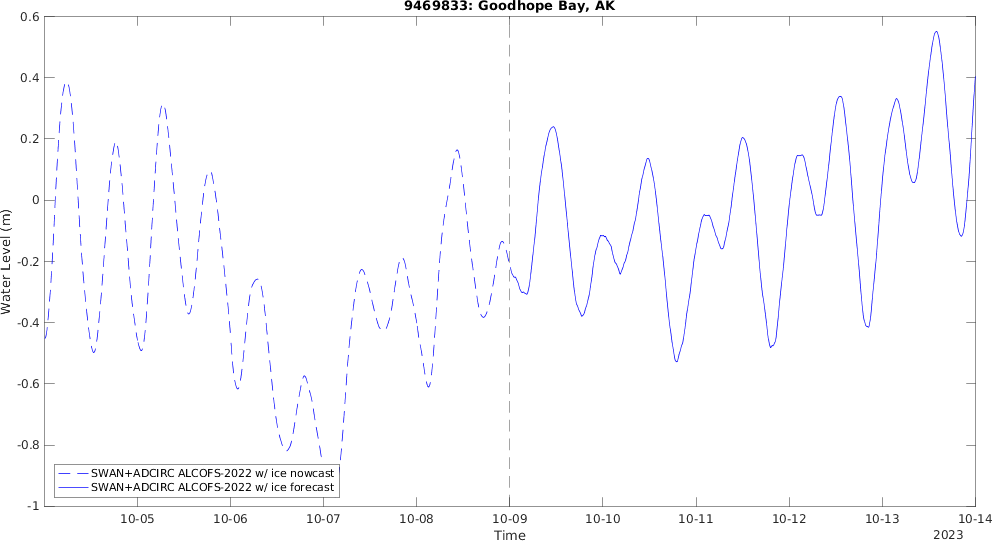 9469833: Goodhope Bay, AK
0.6
0.4
0.2
0
-0.2
-0.4
-0.6
-0.8
-1
Water Level (m)
SWAN+ADCIRC ALCOFS-2022 w/ ice nowcast
SWAN+ADCIRC ALCOFS-2022 w/ ice forecast
10-05 10-06 10-07 10-08 10-09 10-10 10-11 10-12 10-13 10-14
Time
2023